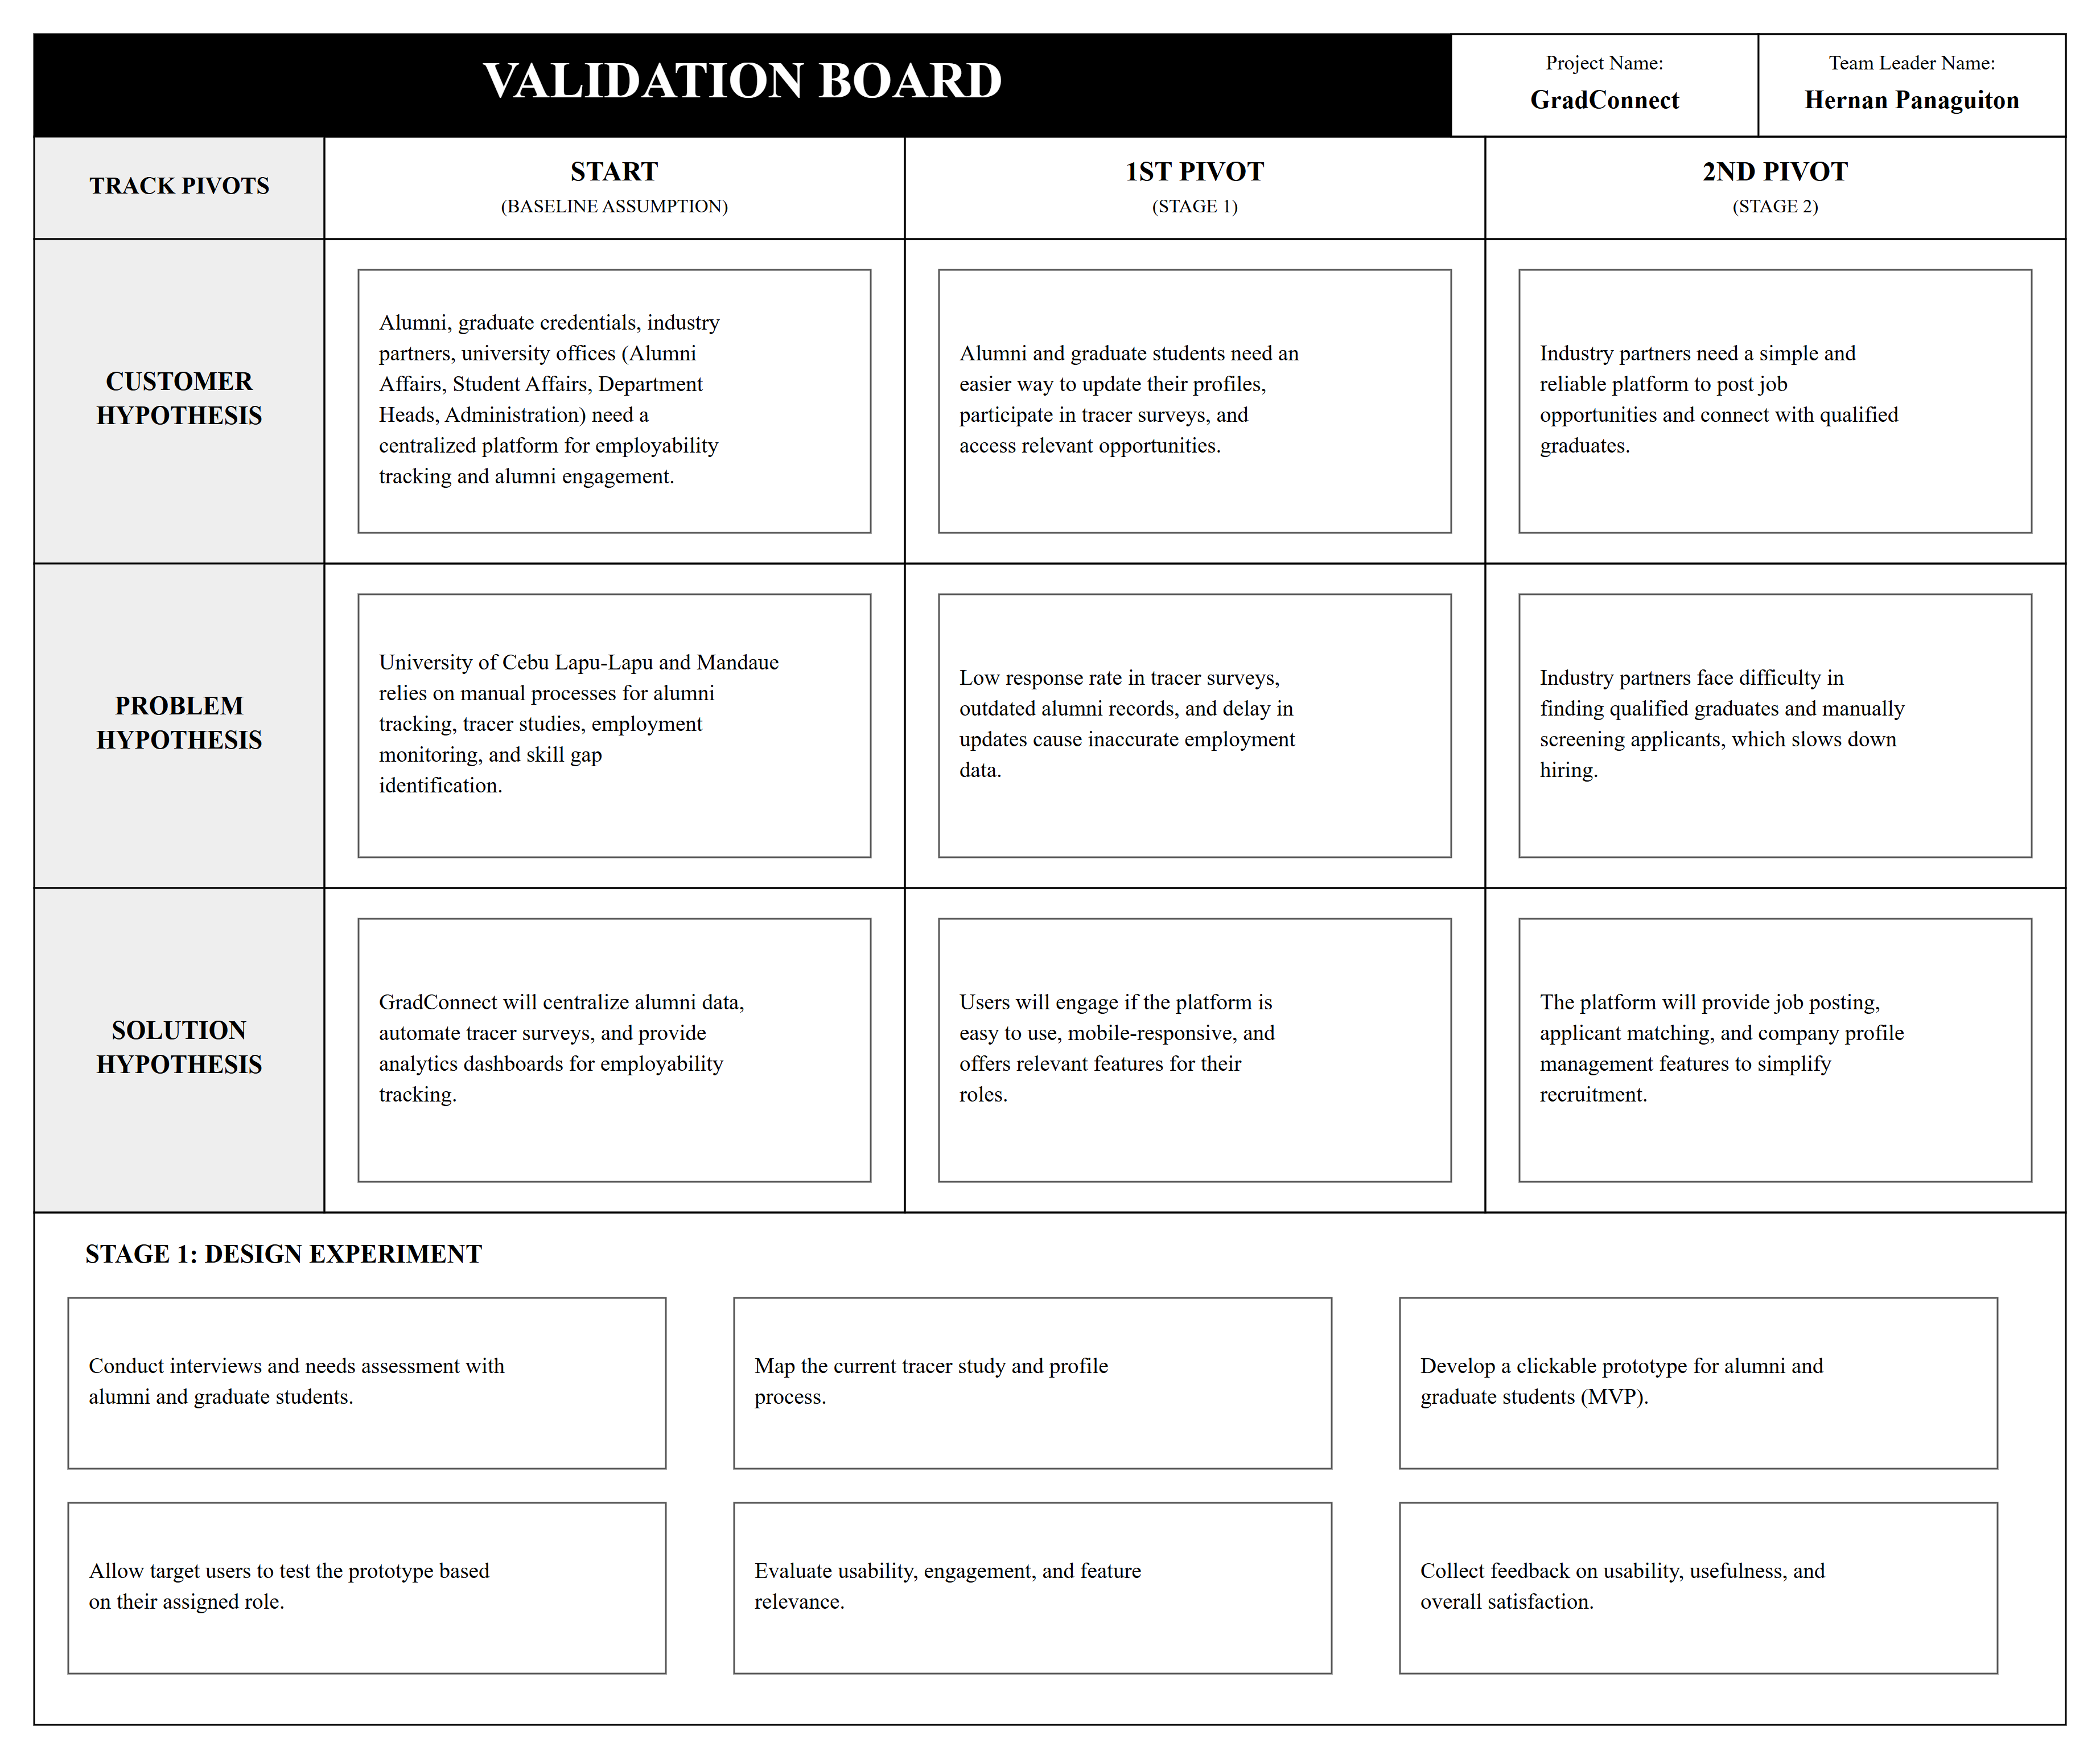 VALIDATION BOARD
Project Name:
GradConnect
Team Leader Name:
Hernan Panaguiton
TRACK PIVOTS
START
(BASELINE ASSUMPTION)
1ST PIVOT
(STAGE 1)
2ND PIVOT
(STAGE 2)
CUSTOMER
HYPOTHESIS
Alumni, graduate credentials, industry
partners, university offices (Alumni
Affairs, Student Affairs, Department
Heads, Administration) need a
centralized platform for employability
tracking and alumni engagement.
Alumni and graduate students need an
easier way to update their profiles,
participate in tracer surveys, and
access relevant opportunities.
Industry partners need a simple and
reliable platform to post job
opportunities and connect with qualified
graduates.
PROBLEM
HYPOTHESIS
University of Cebu Lapu-Lapu and Mandaue
relies on manual processes for alumni
tracking, tracer studies, employment
monitoring, and skill gap
identification.
Low response rate in tracer surveys,
outdated alumni records, and delay in
updates cause inaccurate employment
data.
Industry partners face difficulty in
finding qualified graduates and manually
screening applicants, which slows down
hiring.
SOLUTION
HYPOTHESIS
GradConnect will centralize alumni data,
automate tracer surveys, and provide
analytics dashboards for employability
tracking.
Users will engage if the platform is
easy to use, mobile-responsive, and
offers relevant features for their
roles.
The platform will provide job posting,
applicant matching, and company profile
management features to simplify
recruitment.
STAGE 1: DESIGN EXPERIMENT
Conduct interviews and needs assessment with
alumni and graduate students.
Map the current tracer study and profile
process.
Develop a clickable prototype for alumni and
graduate students (MVP).
Allow target users to test the prototype based
on their assigned role.
Evaluate usability, engagement, and feature
relevance.
Collect feedback on usability, usefulness, and
overall satisfaction.